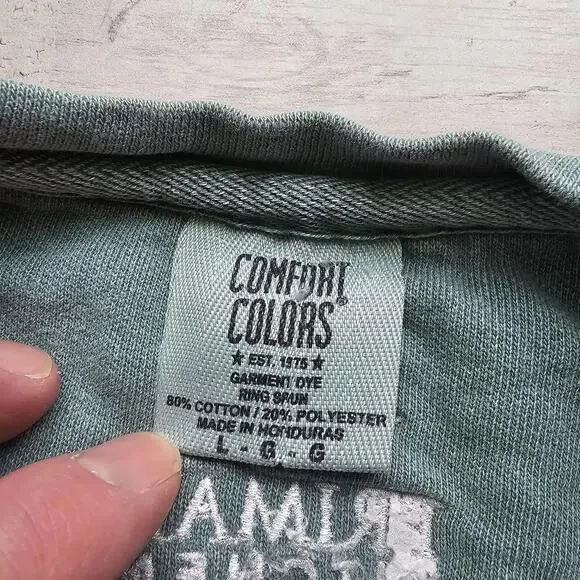 COMFORT
COLORS®
★ EST. 1975 ★
GARMENT DYE
RING SPUN
80% COTTON / 20% POLYESTER
MADE IN HONDURAS
L - G - G